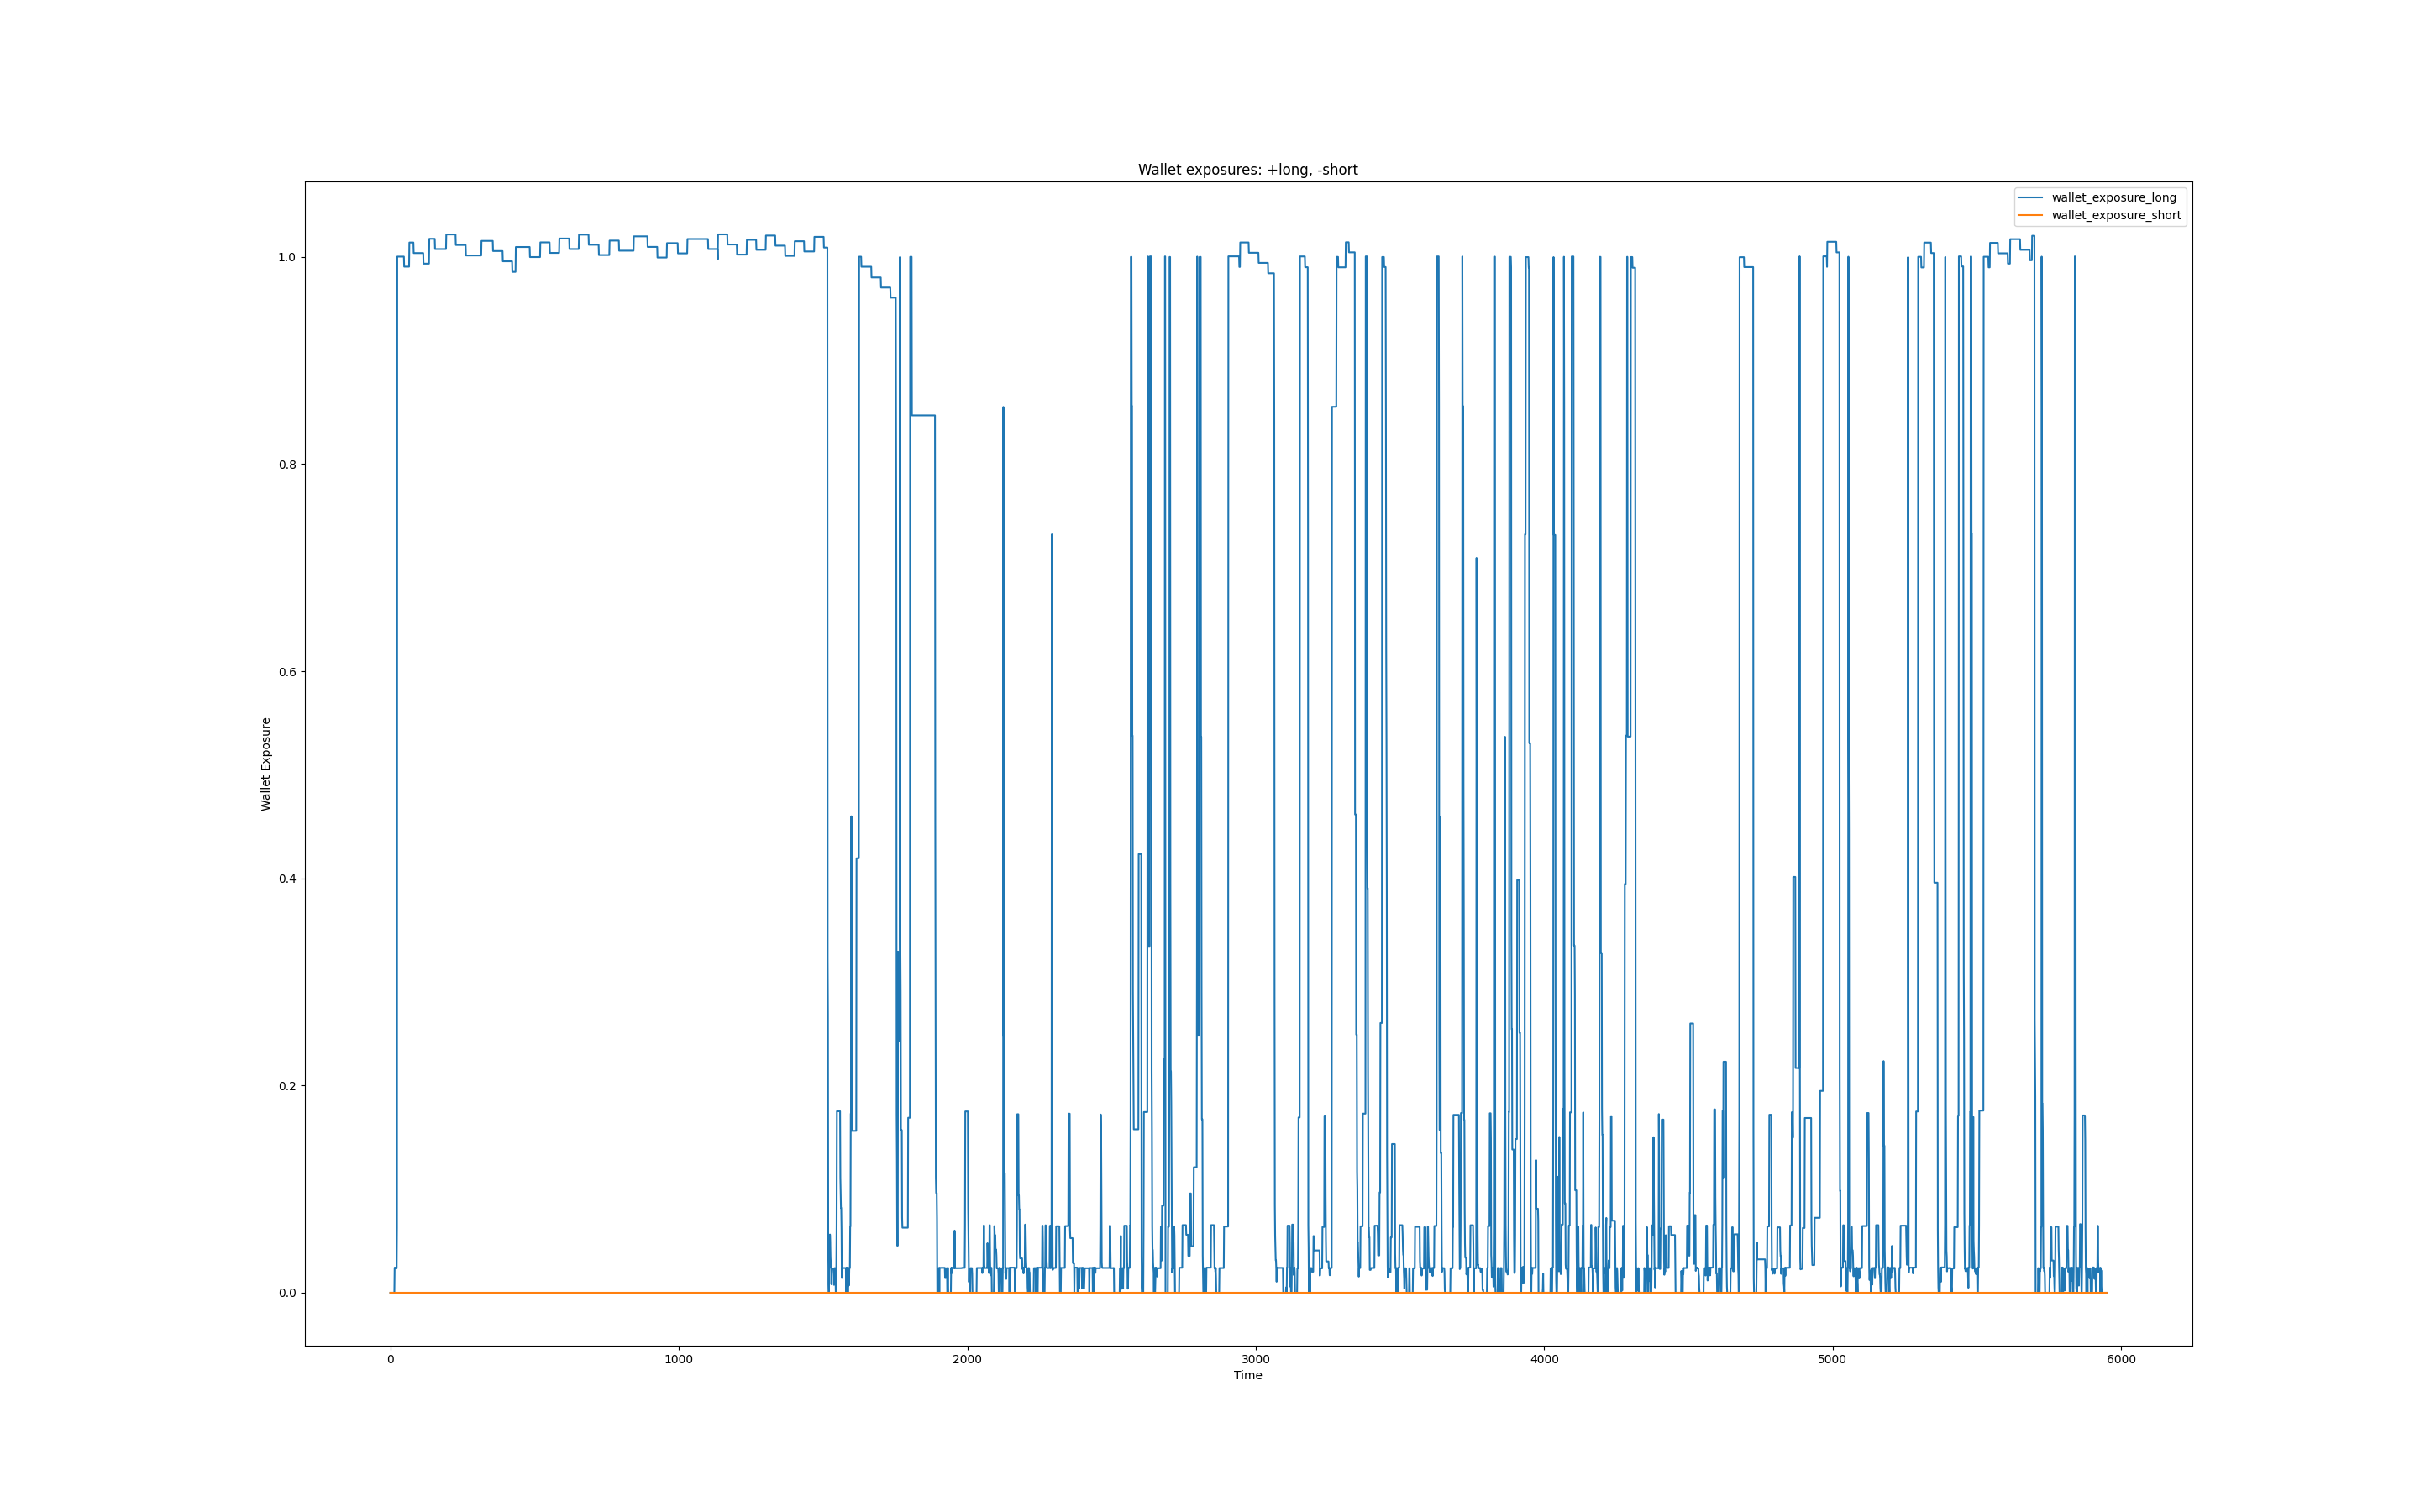 Wallet exposures: +long, -short
wallet_exposure_long
wallet_exposure_short
Wallet Exposure
1.0
0.8
0.6
0.4
0.2
0.0
0 1000 2000 3000 4000 5000 6000
Time